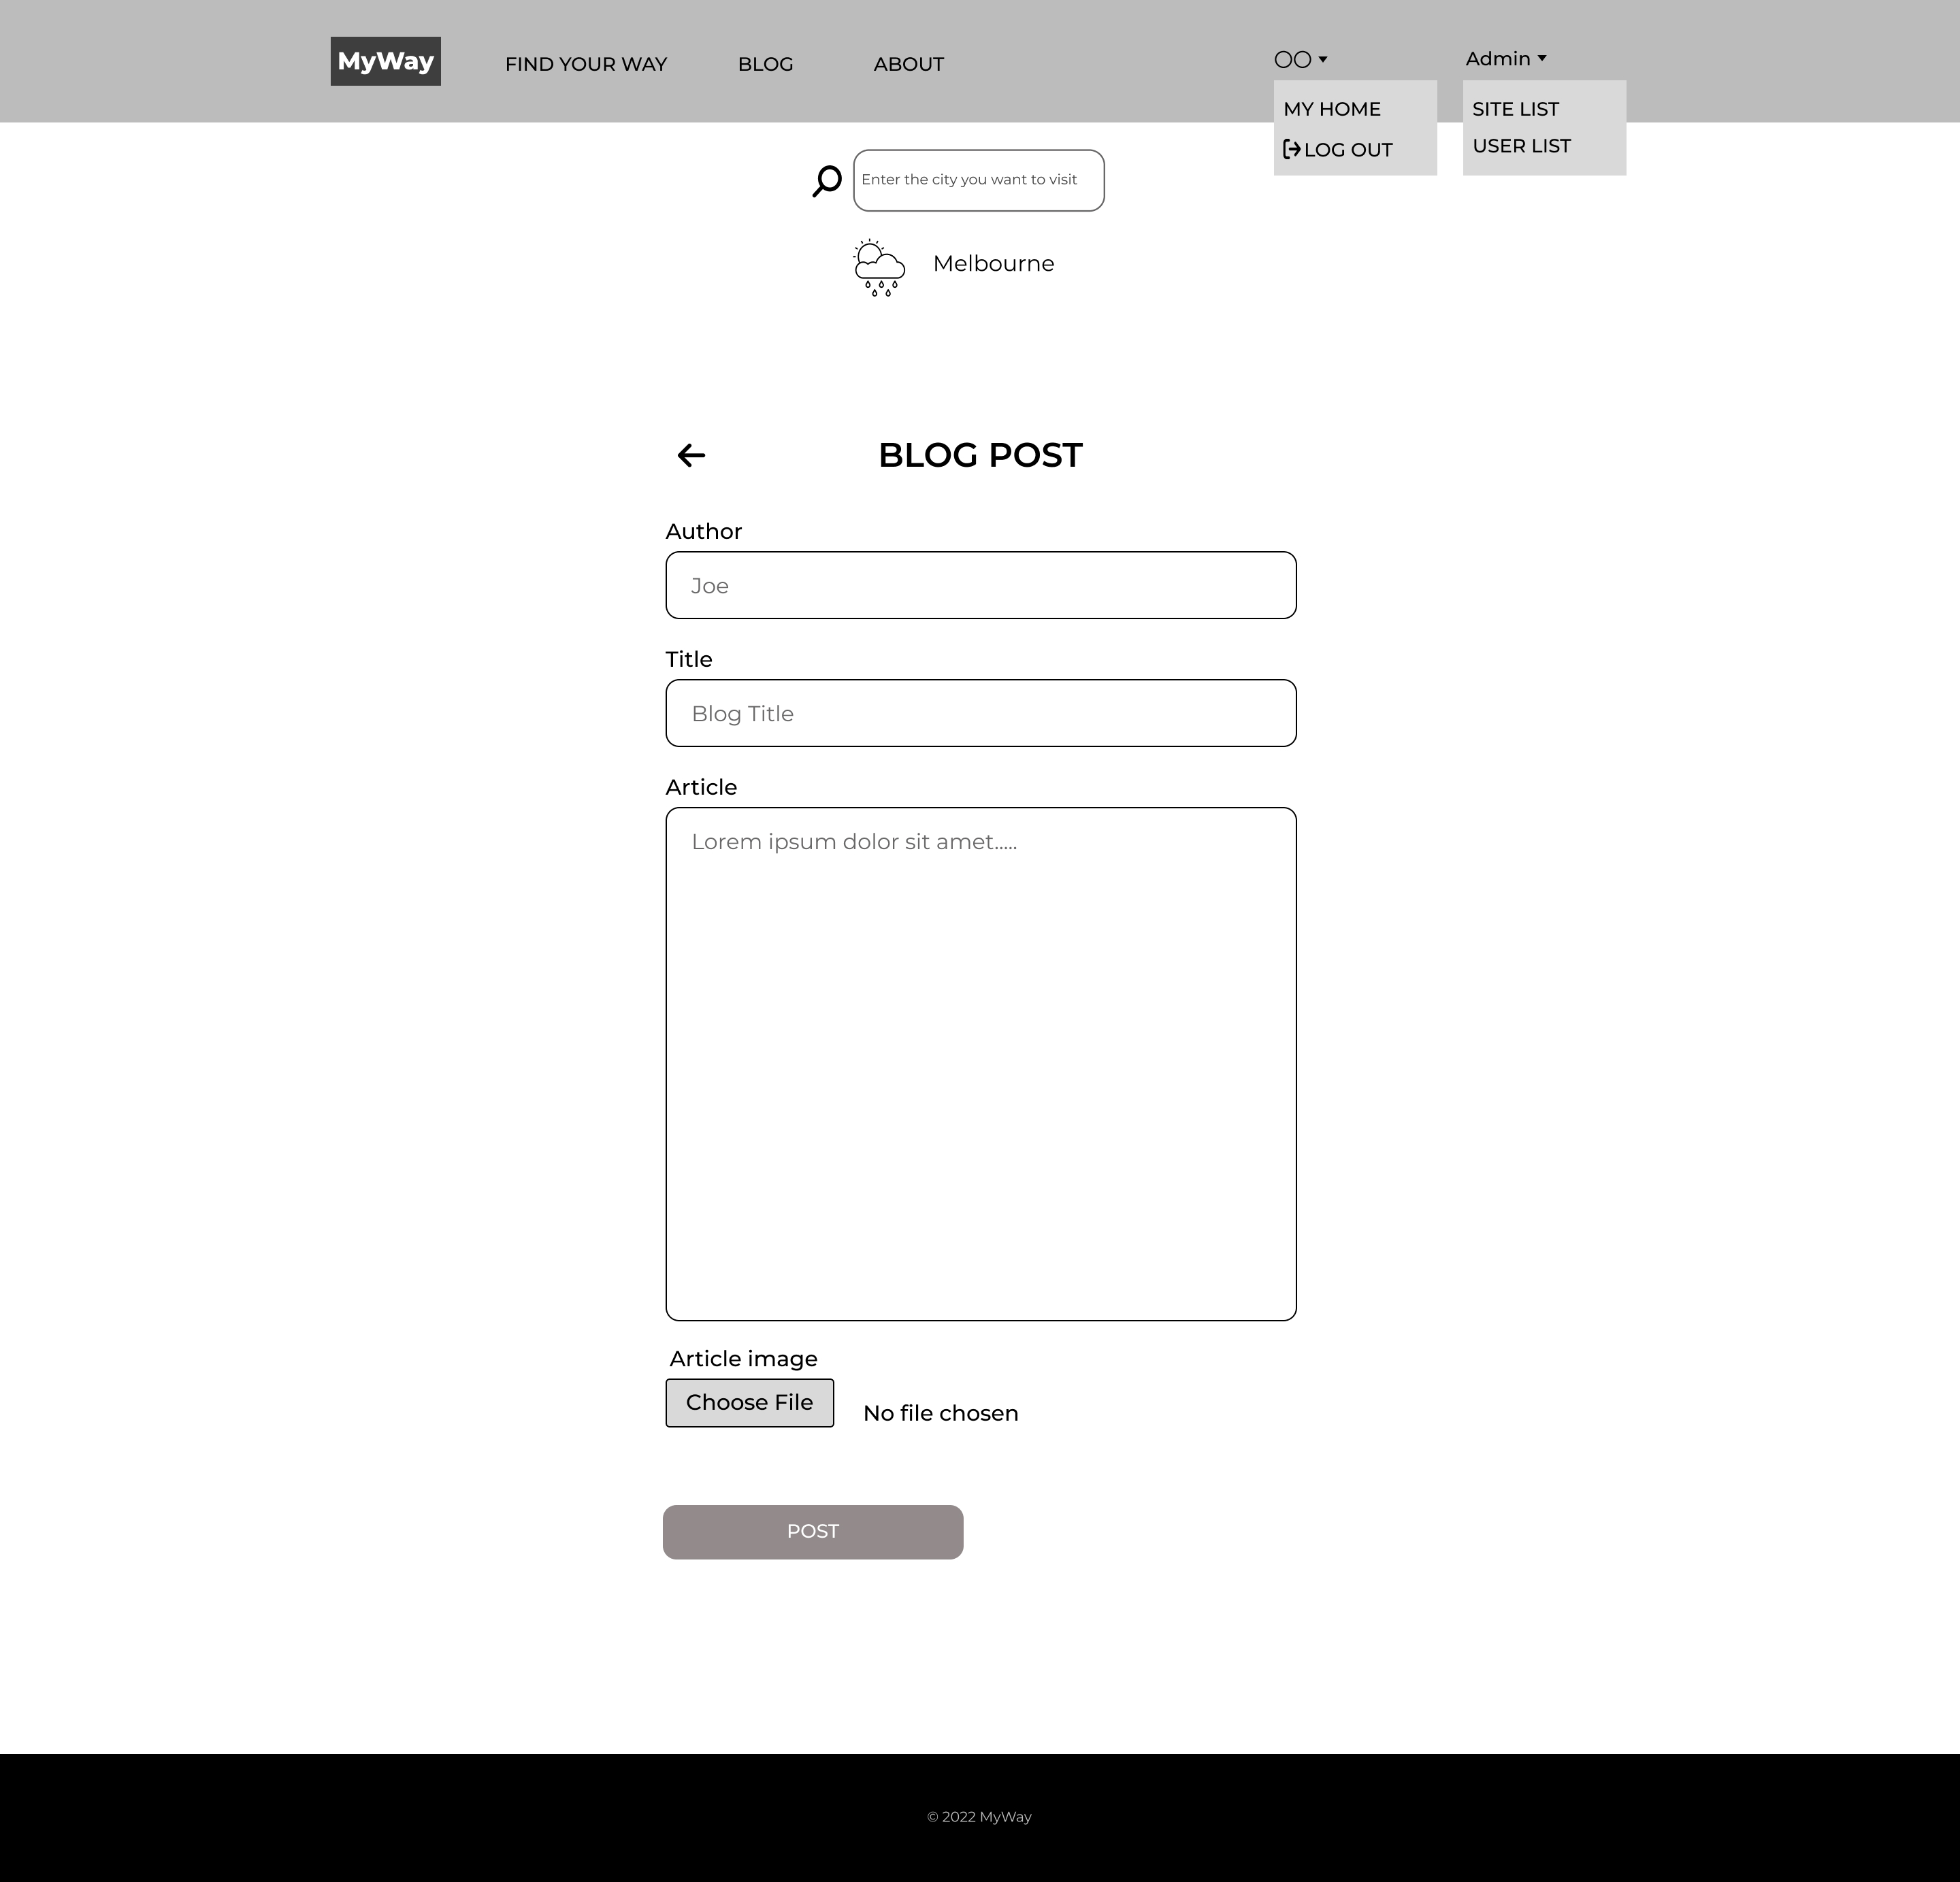 MyWay
FIND YOUR WAY
BLOG
ABOUT
○○
Admin
MY HOME
LOG OUT
SITE LIST
USER LIST
Enter the city you want to visit
Melbourne
BLOG POST
Author
Joe
Title
Blog Title
Article
Lorem ipsum dolor sit amet.....
Article image
Choose File
No file chosen
POST
© 2022 MyWay